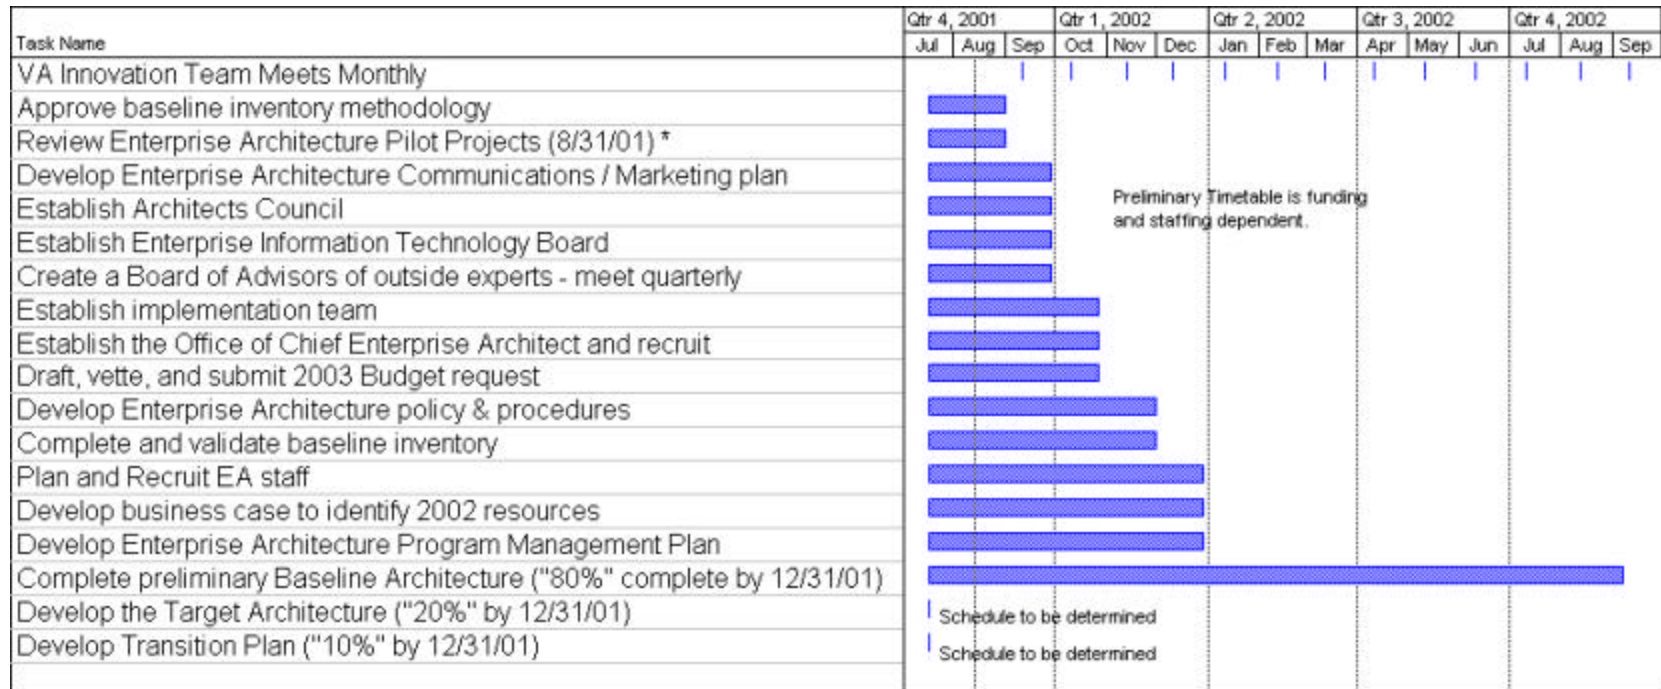 Qtr 4, 2001 Qtr 1, 2002 Qtr 2, 2002 Qtr 3, 2002 Qtr 4, 2002
Task Name Jul Aug Sep Oct Nov Dec Jan Feb Mar Apr May Jun Jul Aug Sep
VA Innovation Team Meets Monthly
Approve baseline inventory methodology
Review Enterprise Architecture Pilot Projects (8/31/01) *
Develop Enterprise Architecture Communications / Marketing plan
Preliminary Timetable is funding
and staffing dependent.
Establish Architects Council
Establish Enterprise Information Technology Board
Create a Board of Advisors of outside experts - meet quarterly
Establish implementation team
Establish the Office of Chief Enterprise Architect and recruit
Draft, vette, and submit 2003 Budget request
Develop Enterprise Architecture policy & procedures
Complete and validate baseline inventory
Plan and Recruit EA staff
Develop business case to identify 2002 resources
Develop Enterprise Architecture Program Management Plan
Complete preliminary Baseline Architecture ("80%" complete by 12/31/01)
Develop the Target Architecture ("20%" by 12/31/01) Schedule to be determined
Develop Transition Plan ("10%" by 12/31/01) Schedule to be determined